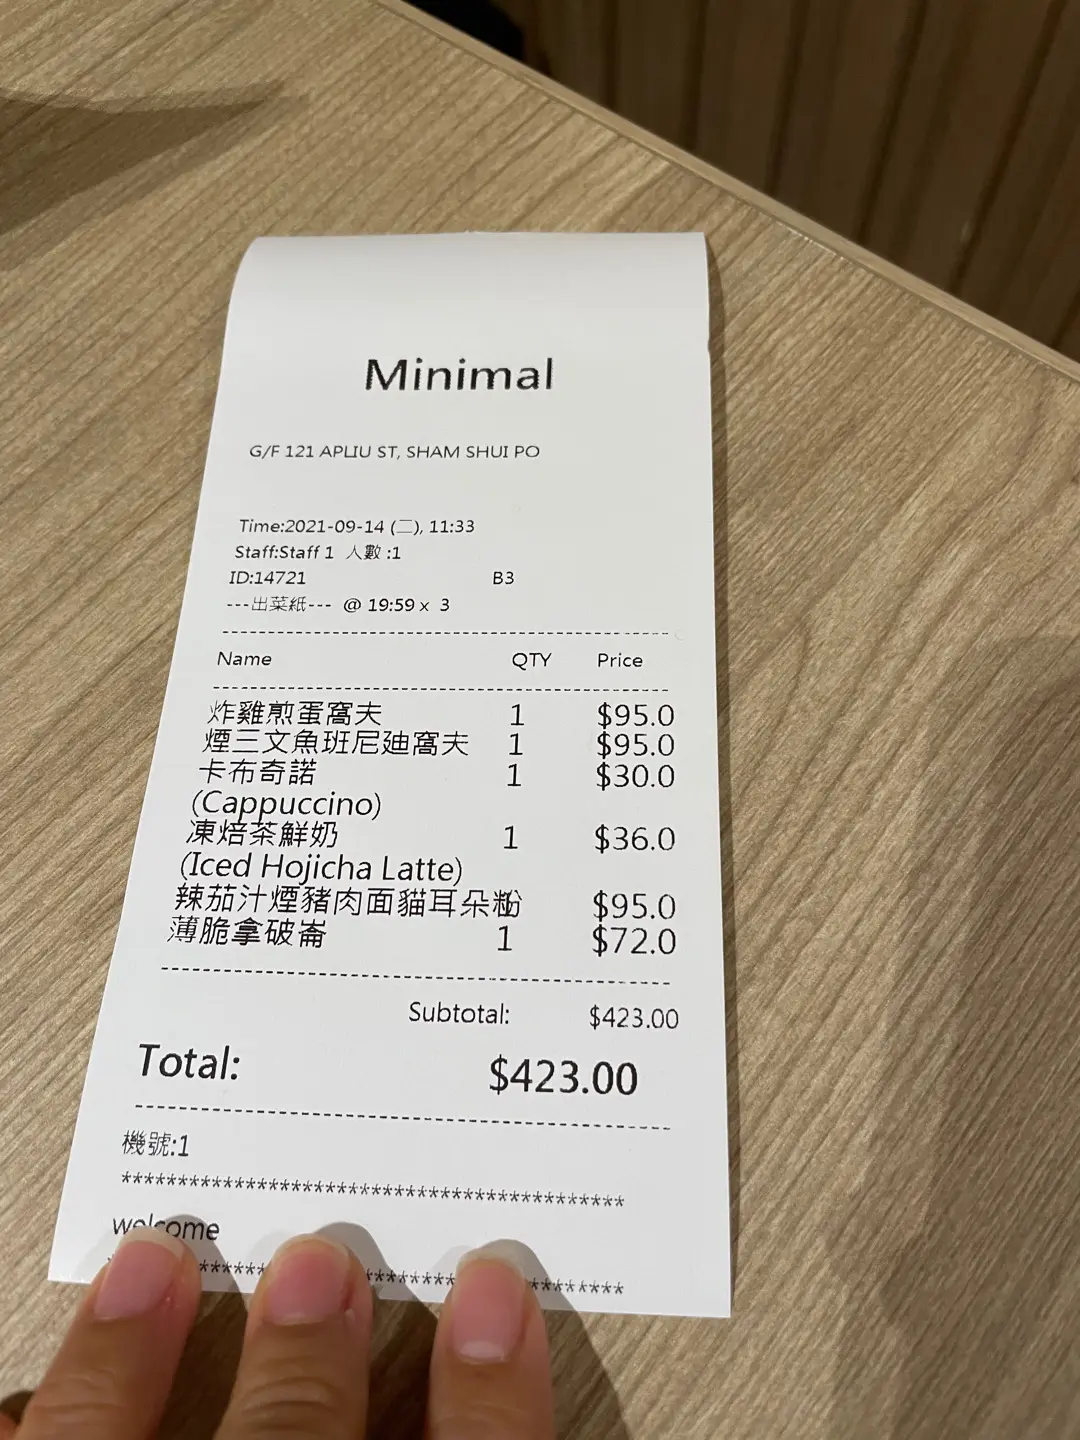 Minimal
G/F 121 APLIU ST, SHAM SHUI PO
Time:2021-09-14 (二), 11:33
Staff:Staff 1 人數 :1
ID:14721 B3
---出菜紙--- @ 19:59 x 3
Name QTY Price
炸雞煎蛋窩夫 1 $95.0
煙三文魚班尼迪窩夫 1 $95.0
卡布奇諾 1 $30.0
(Cappuccino)
凍焙茶鮮奶 1 $36.0
(Iced Hojicha Latte)
辣茄汁煙豬肉面貓耳朵粉 $95.0
薄脆拿破崙 1 $72.0
Subtotal: $423.00
Total: $423.00
機號:1
*********************************************
welcome